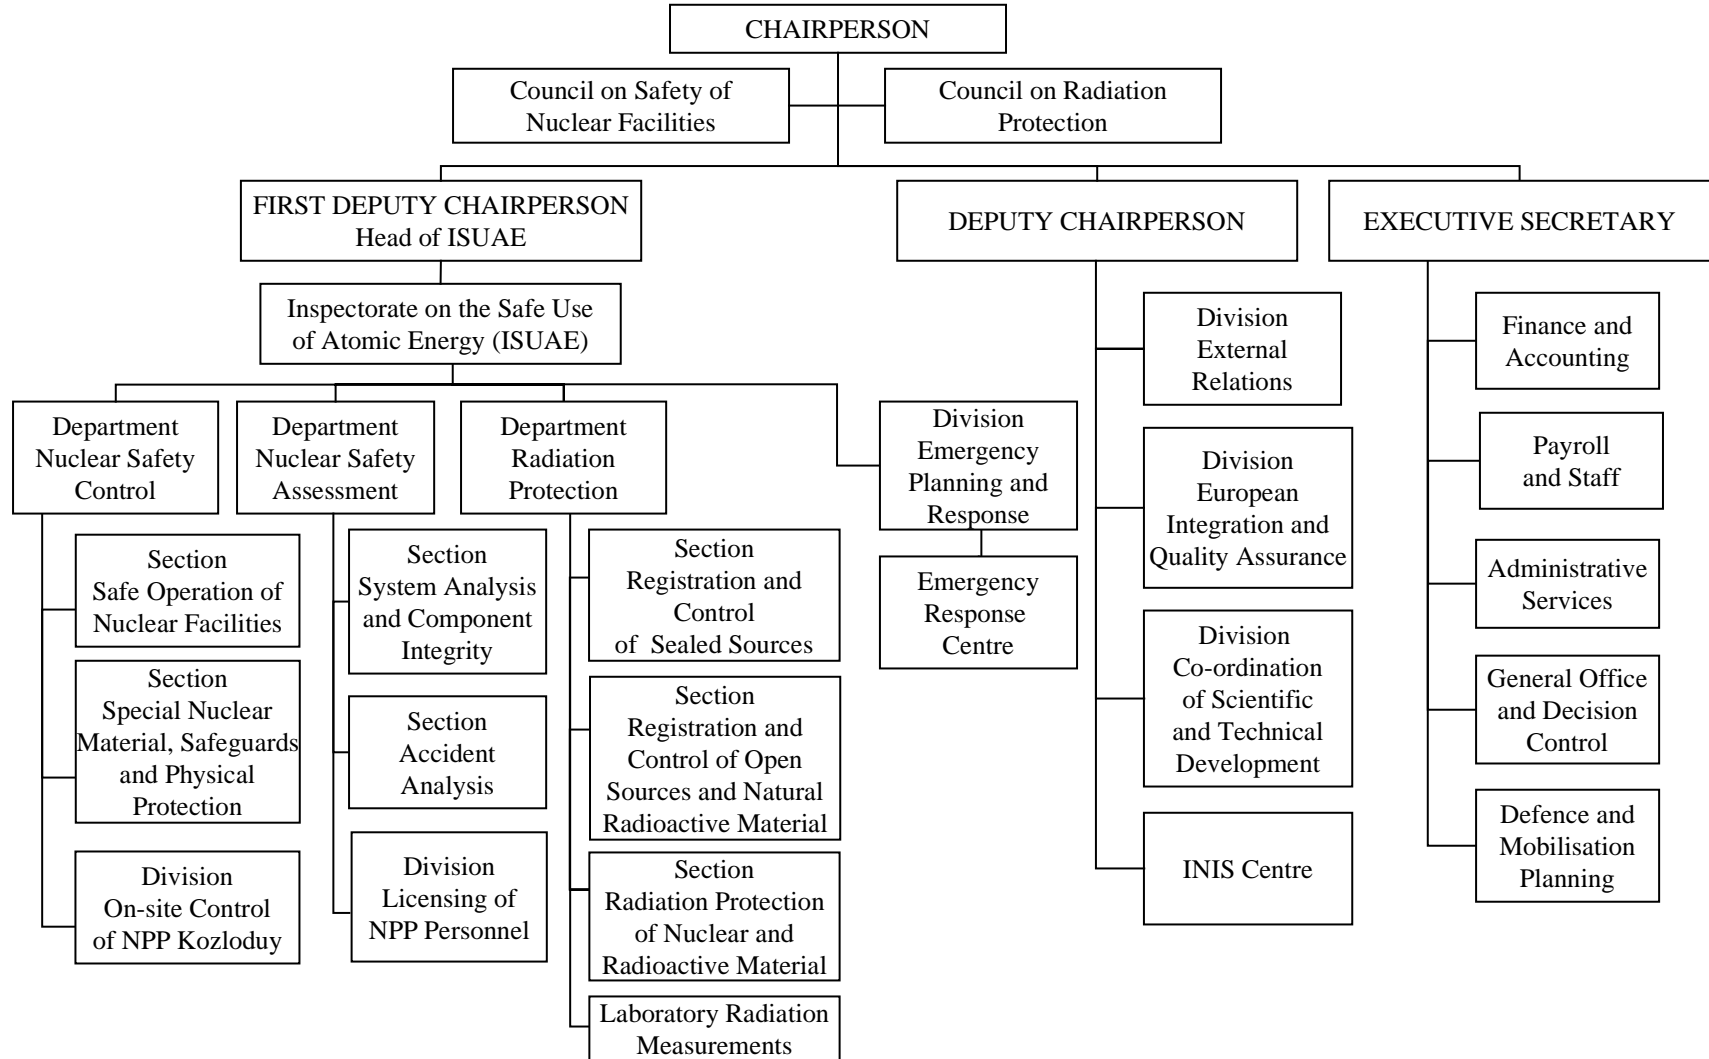 CHAIRPERSON
Council on Safety of
Nuclear Facilities
Council on Radiation
Protection
FIRST DEPUTY CHAIRPERSON
Head of ISUAE
DEPUTY CHAIRPERSON
EXECUTIVE SECRETARY
Inspectorate on the Safe Use
of Atomic Energy (ISUAE)
Department
Nuclear Safety
Control
Section
Safe Operation of
Nuclear Facilities
Section
Special Nuclear
Material, Safeguards
and Physical
Protection
Division
On-site Control
of NPP Kozloduy
Department
Nuclear Safety
Assessment
Section
System Analysis
and Component
Integrity
Section
Accident
Analysis
Division
Licensing of
NPP Personnel
Department
Radiation
Protection
Section
Registration and
Control
of  Sealed Sources
Section
Registration and
Control of Open
Sources and Natural
Radioactive Material
Section
Radiation Protection
of Nuclear and
Radioactive Material
Laboratory Radiation
Measurements
Division
Emergency
Planning and
Response
Emergency
Response
Centre
Division
External
Relations
Division
European
Integration and
Quality Assurance
Division
Co-ordination
of Scientific
and Technical
Development
INIS Centre
Finance and
Accounting
Payroll
and Staff
Administrative
Services
General Office
and Decision
Control
Defence and
Mobilisation
Planning